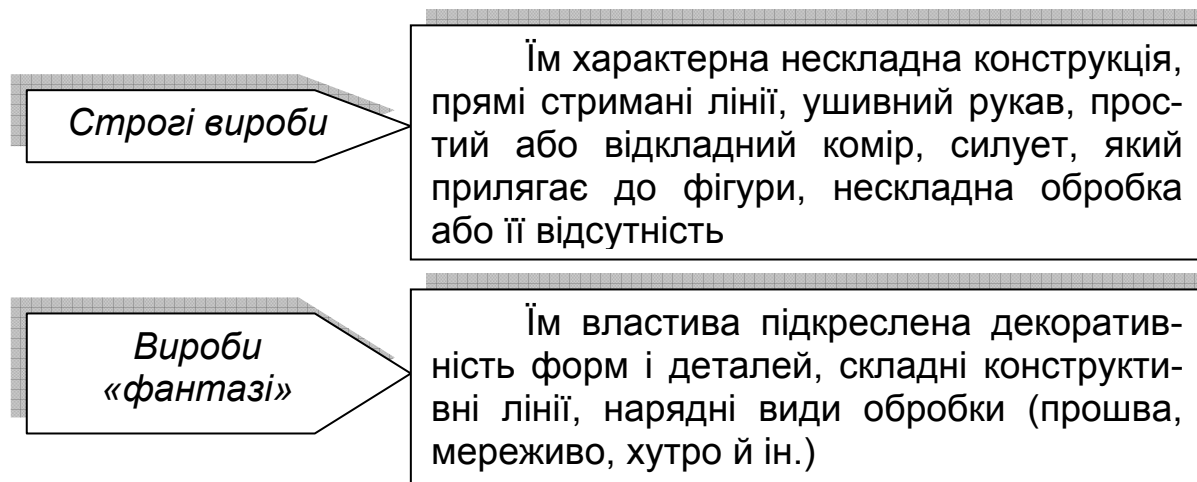 Строгі вироби
Їм характерна нескладна конструкція,
прямі стримані лінії, ушивний рукав, прос-
тий або відкладний комір, силует, який
прилягає до фігури, нескладна обробка
або її відсутність
Вироби
«фантазі»
Їм властива підкреслена декоратив-
ність форм і деталей, складні конструкти-
вні лінії, нарядні види обробки (прошва,
мереживо, хутро й ін.)